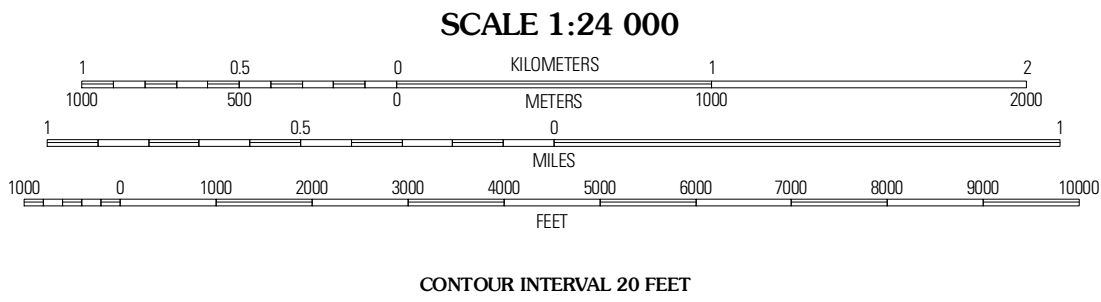 SCALE 1:24 000
1 0.5 0 KILOMETERS 1 2
1000 500 0 METERS 1000 2000
1 0.5 0 1
MILES
1000 0 1000 2000 3000 4000 5000 6000 7000 8000 9000 10000
FEET
CONTOUR INTERVAL 20 FEET